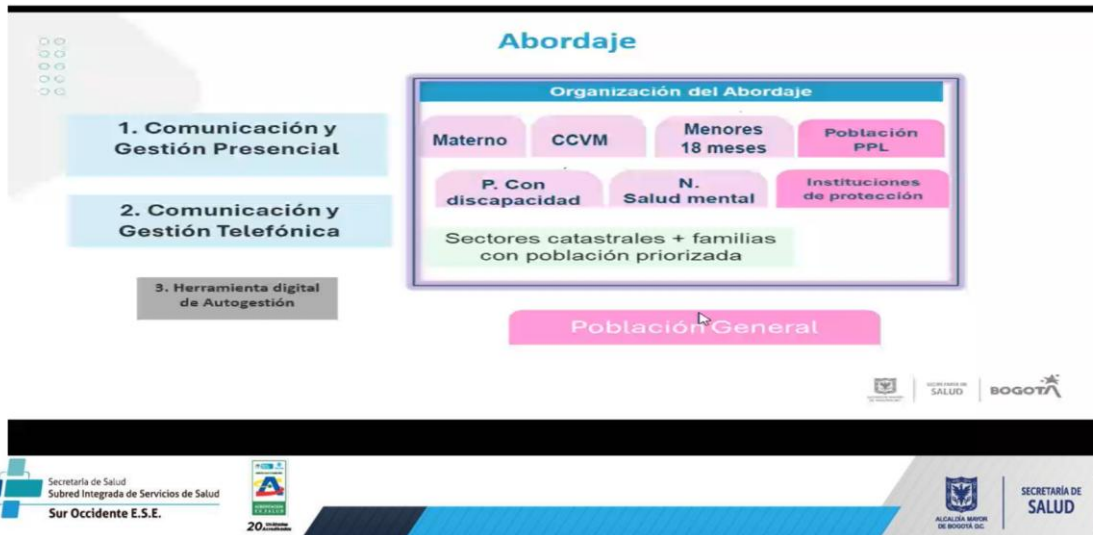 Abordaje
1. Comunicación y
Gestión Presencial
2. Comunicación y
Gestión Telefónica
3. Herramienta digital
de Autogestión
Organización del Abordaje
Materno
CCVM
Menores
18 meses
Población
PPL
P. Con
discapacidad
N.
Salud mental
Instituciones
de protección
Sectores catastrales + familias
con población priorizada
Población General
SALUD
BOGOTÁ
Secretaría de Salud
Subred Integrada de Servicios de Salud
Sur Occidente E.S.E.
20
ALCALDÍA MAYOR
DE BOGOTÁ D.C.
SECRETARÍA DE
SALUD